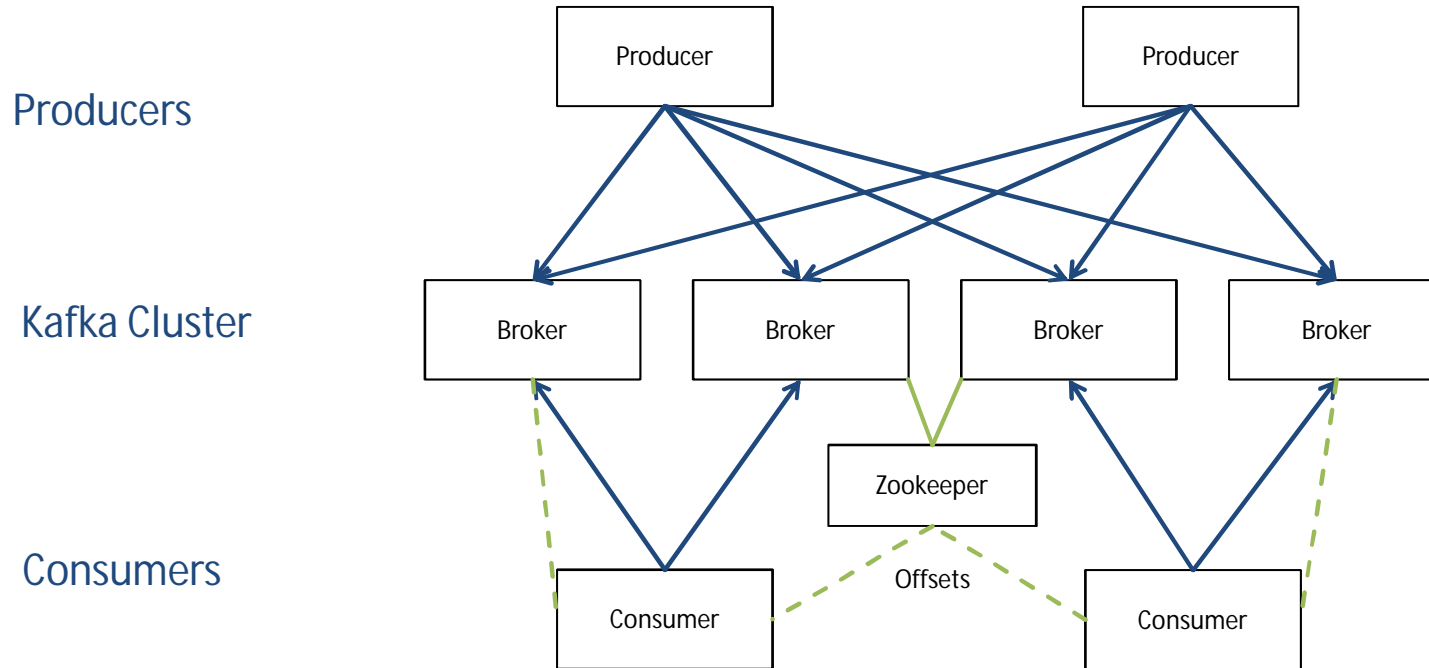 Producer
Producer
Producers
Kafka Cluster
Broker
Broker
Broker
Broker
Zookeeper
Consumers
Offsets
Consumer
Consumer